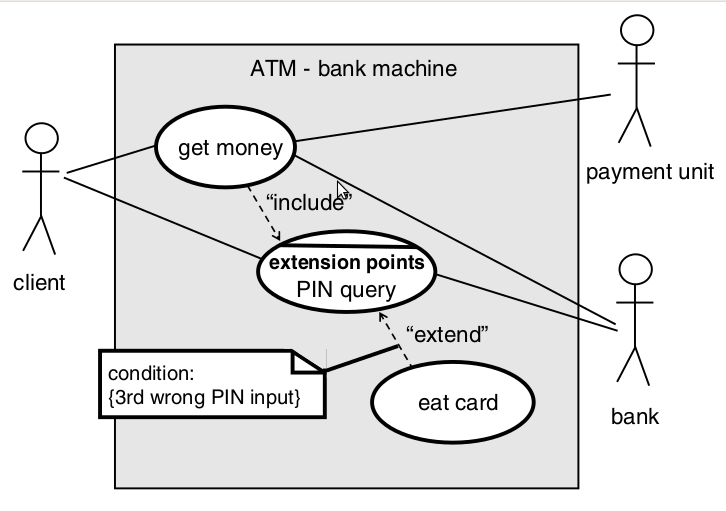 ATM - bank machine
get money
payment unit
“include”
client
extension points
PIN query
“extend”
condition:
{3rd wrong PIN input}
eat card
bank